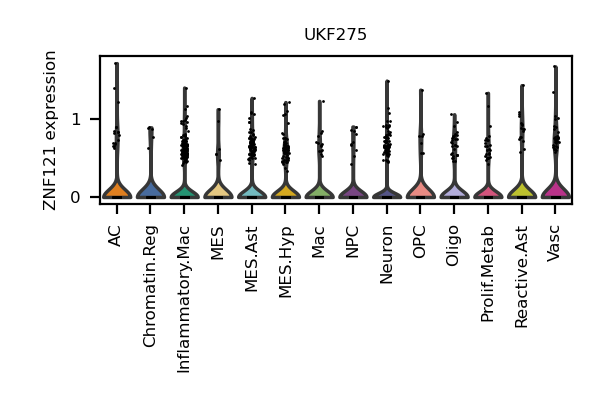 UKF275
ZNF121 expression
1
0
AC
Chromatin.Reg
Inflammatory.Mac
MES
MES.Ast
MES.Hyp
Mac
NPC
Neuron
OPC
Oligo
Prolif.Metab
Reactive.Ast
Vasc